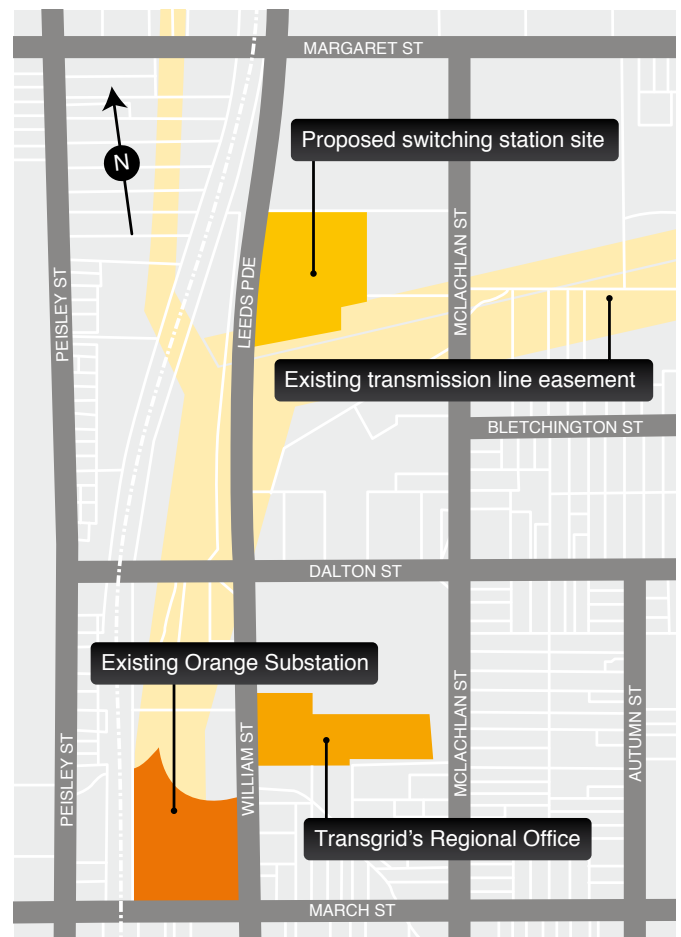 MARGARET ST
N
Proposed switching station site
PEISLEY ST
LEEDS PDE
MCLACHLAN ST
Existing transmission line easement
BLETCHINGTON ST
DALTON ST
Existing Orange Substation
PEISLEY ST
WILLIAM ST
MCLACHLAN ST
AUTUMN ST
Transgrid's Regional Office
MARCH ST